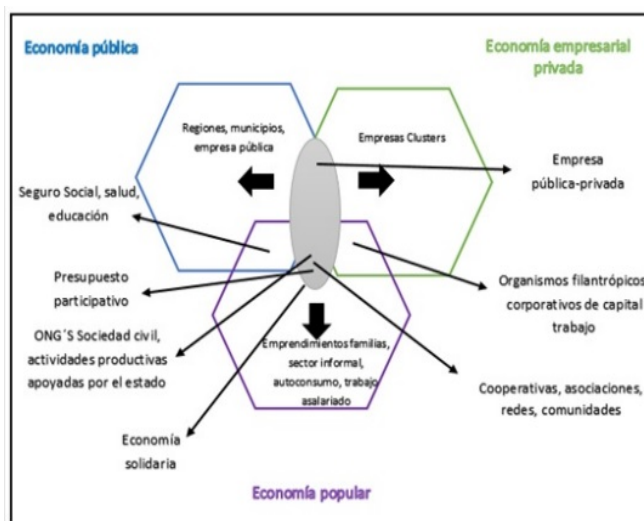 Economía pública
Economía empresarial
privada
Regiones, municipios,
empresa pública
Empresas Clusters
Empresa
pública-privada
Seguro Social, salud,
educación
Presupuesto
participativo
Organismos filantrópicos
corporativos de capital
trabajo
ONG´S Sociedad civil,
actividades productivas
apoyadas por el estado
Emprendimientos familias,
sector informal,
autoconsumo, trabajo
asalariado
Cooperativas, asociaciones,
redes, comunidades
Economía
solidaria
Economía popular